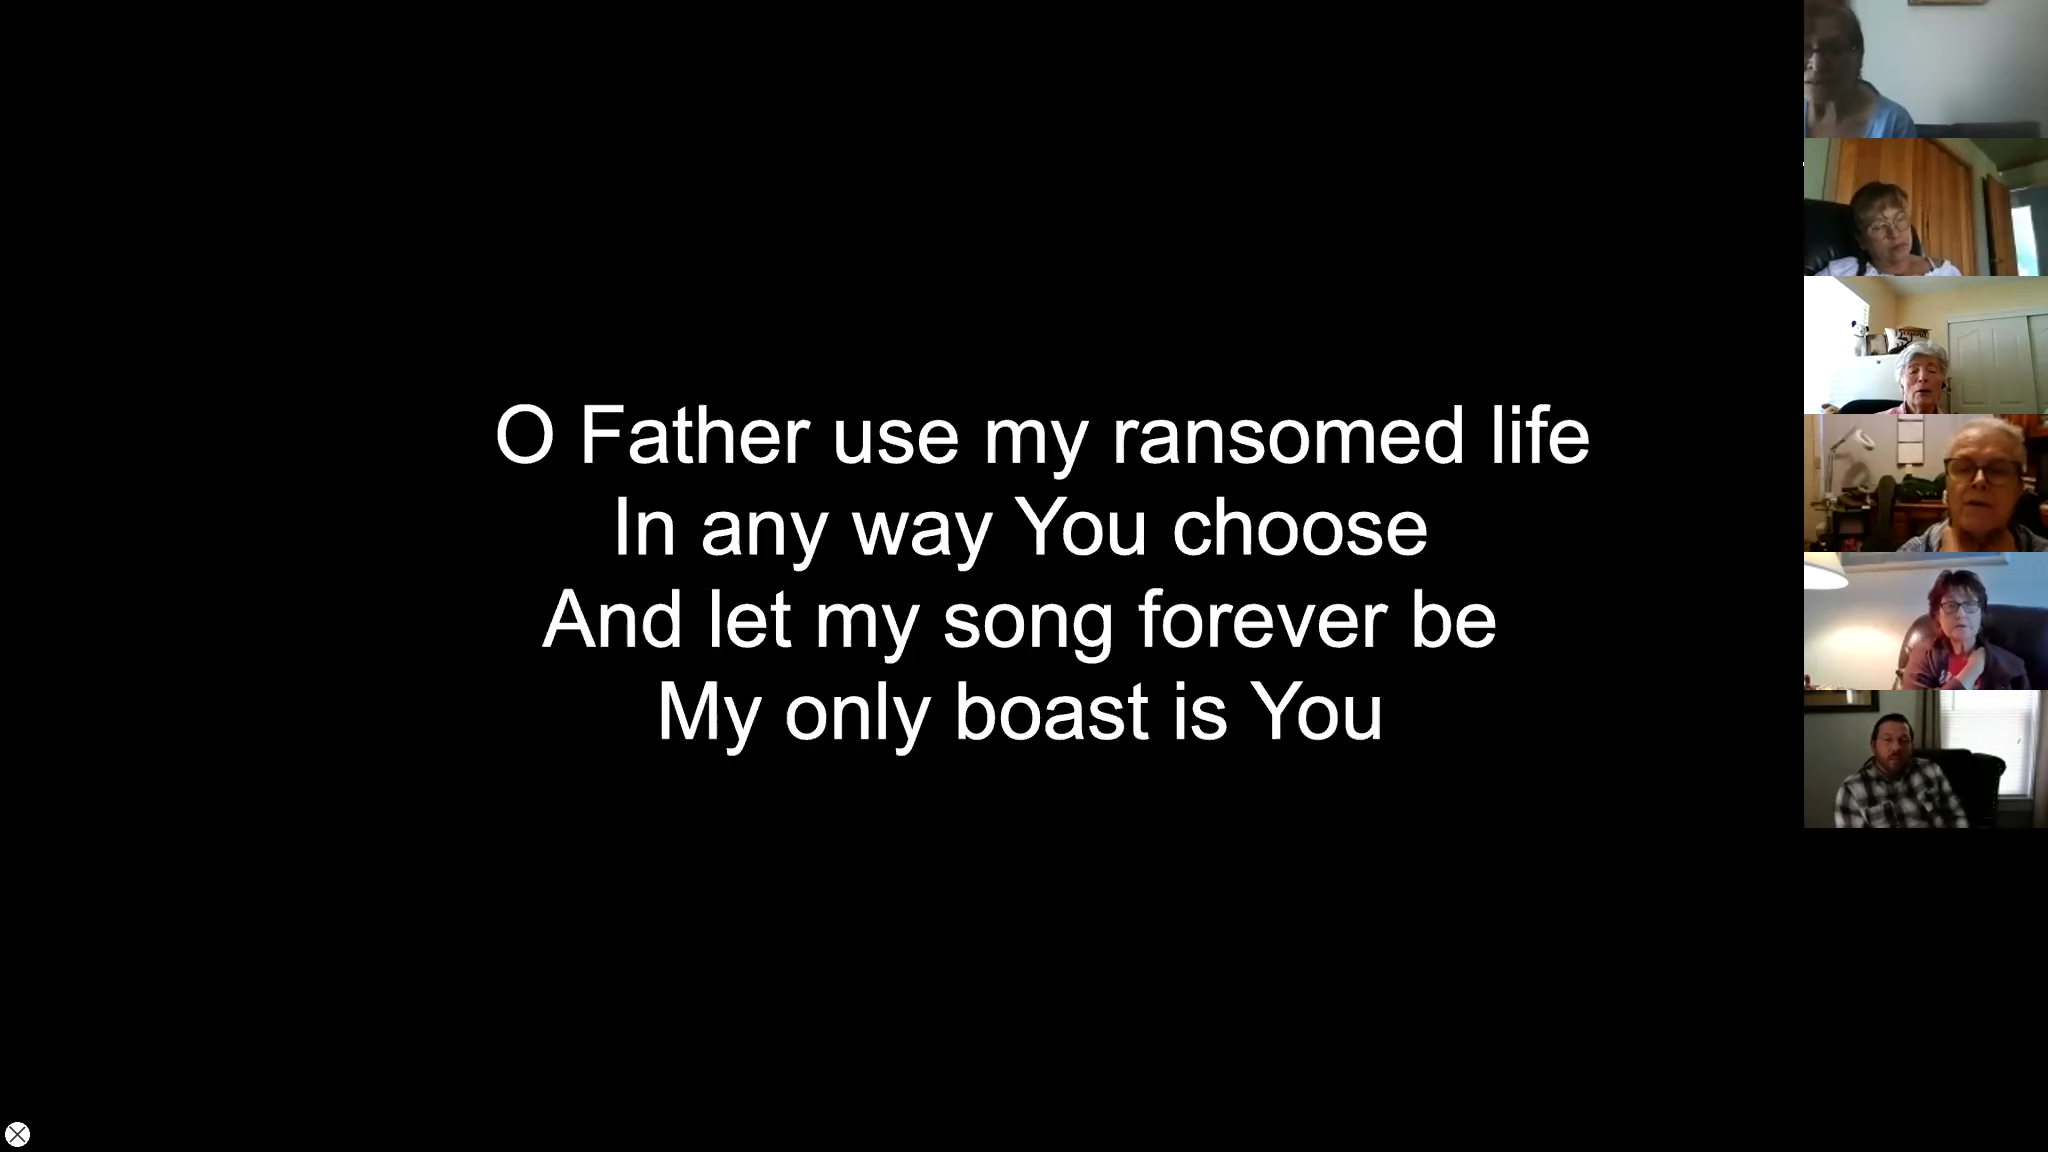 O Father use my ransomed life
In any way You choose
And let my song forever be
My only boast is You